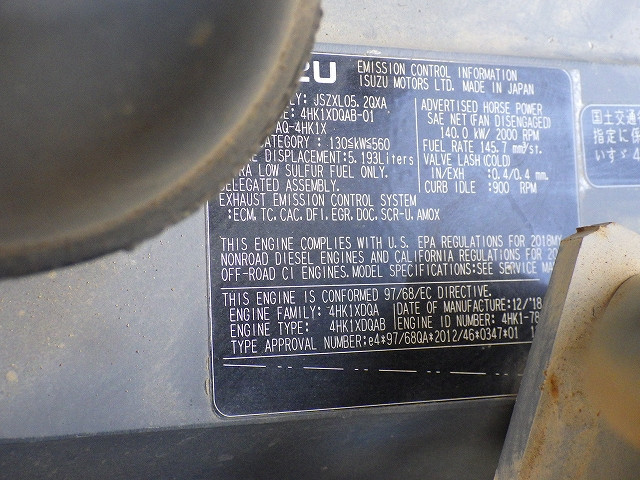 ZU EMISSION CONTROL INFORMATION
ISUZU MOTORS LTD. MADE IN JAPAN
LY: JSZXL05.2QXA
E: 4HK1XDQAB-01
AQ-4HK1X
CATEGORY : 130≦kW≦560
DISPLACEMENT:5.193Liters
LOW SULFUR FUEL ONLY.
ELEGATED ASSEMBLY.
EXHAUST EMISSION CONTROL SYSTEM
:ECM,TC,CAC,DFI,EGR,DOC,SCR-U,AMOX
ADVERTISED HORSE POWER
SAE NET(FAN DISENGAGED)
140.0 kW/ 2000 RPM
FUEL RATE 145.7 mm³/st.
VALVE LASH(COLD)
IN/EXH :0.4/0.4 mm.
CURB IDLE :900 RPM
THIS ENGINE COMPLIES WITH U.S. EPA REGULATIONS FOR 2018MY
NONROAD DIESEL ENGINES AND CALIFORNIA REGULATIONS FOR 20
OFF-ROAD CI ENGINES. MODEL SPECIFICATIONS:SEE SERVICE MA
THIS ENGINE IS CONFORMED 97/68/EC DIRECTIVE.
ENGINE FAMILY: 4HK1XDQA DATE OF MANUFACTURE:12/'18
ENGINE TYPE: 4HK1XDQAB ENGINE ID NUMBER: 4HK1-78
TYPE APPROVAL NUMBER:e4*97/68QA*2012/46*0347*01
国土交通
指定に係
いすゞ4